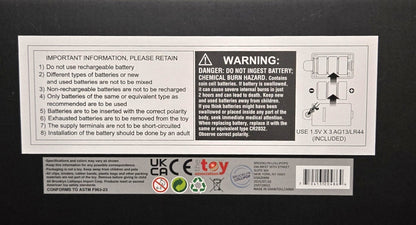 IMPORTANT INFORMATION, PLEASE RETAIN
1) Do not use rechargeable battery
2) Different types of batteries or new
and used batteries are not to be mixed
3) Non-rechargeable batteries are not to be recharged
4) Only batteries of the same or equivalent type as
recommended are to be used
5) Batteries are to be inserted with the correct polarity
6) Exhausted batteries are to be removed from the toy
7) The supply terminals are not to be short-circuited
8) Installation of the battery should be done by an adult
WARNING:
DANGER: DO NOT INGEST BATTERY;
CHEMICAL BURN HAZARD. Contains
coin cell batteries. If swallowed,
it can cause severe internal burns in just
2 hours and can lead to death. Keep new
and used batteries away from children.
If you think batteries might have been
swallowed or placed inside any part of the
body, seek immediate medical attention.
When replacing battery, replace it with the
same or equivalent type CR2032.
Observe correct polarity.
USE 1.5V X 3 AG13/LR44
(INCLUDED)
UK
CA
CE
toy
CONFORMS TO ASTM F963-23